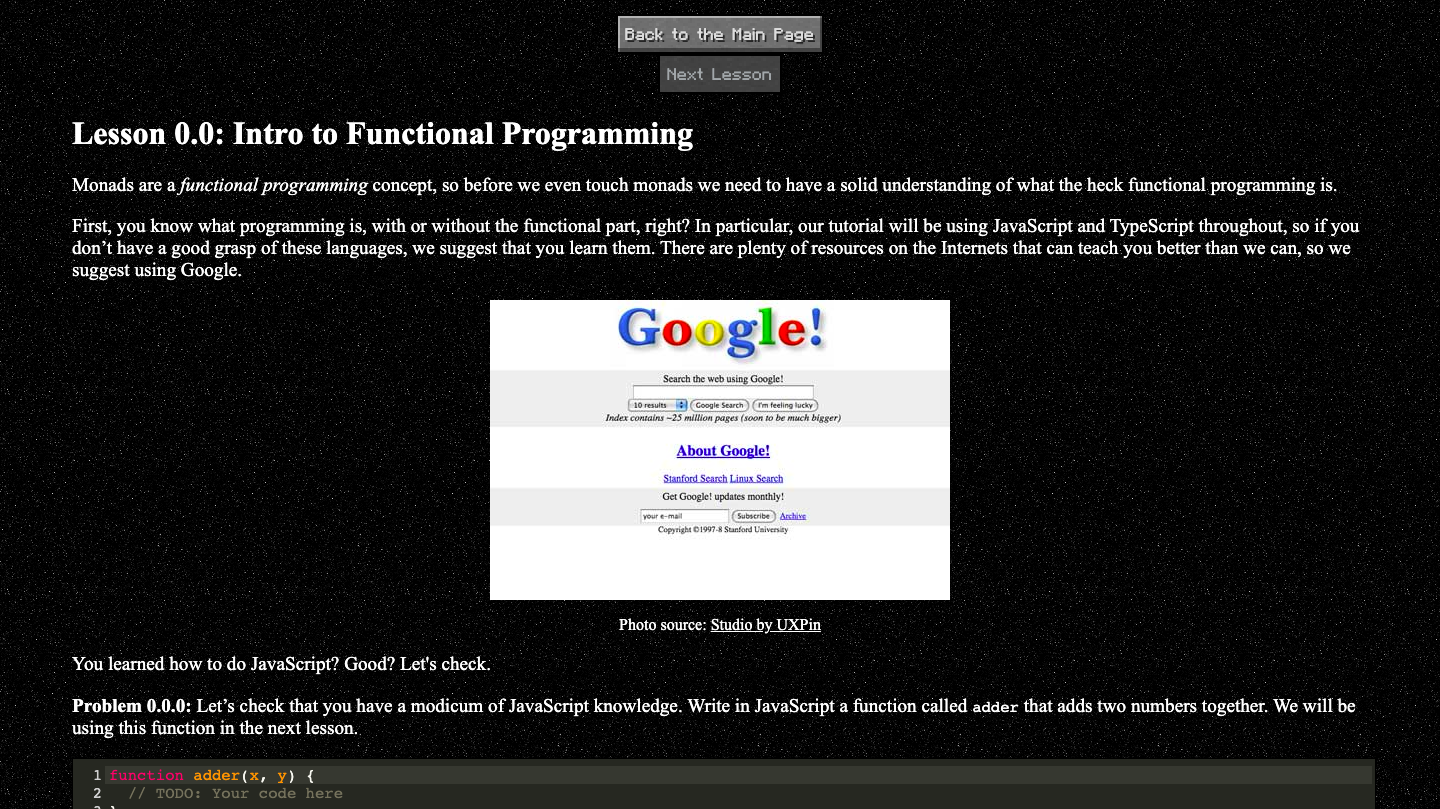 Back to the Main Page
Next Lesson
Lesson 0.0: Intro to Functional Programming
Monads are a functional programming concept, so before we even touch monads we need to have a solid understanding of what the heck functional programming is.
First, you know what programming is, with or without the functional part, right? In particular, our tutorial will be using JavaScript and TypeScript throughout, so if you
don’t have a good grasp of these languages, we suggest that you learn them. There are plenty of resources on the Internets that can teach you better than we can, so we
suggest using Google.
Google!
Search the web using Google!
10 results Google Search I'm feeling lucky
Index contains ~25 million pages (soon to be much bigger)
About Google!
Stanford Search Linux Search
Get Google! updates monthly!
your e-mail Subscribe Archive
Copyright ©1997-8 Stanford University
Photo source: Studio by UXPin
You learned how to do JavaScript? Good? Let's check.
Problem 0.0.0: Let’s check that you have a modicum of JavaScript knowledge. Write in JavaScript a function called adder that adds two numbers together. We will be
using this function in the next lesson.
1 function adder(x, y) {
2 // TODO: Your code here